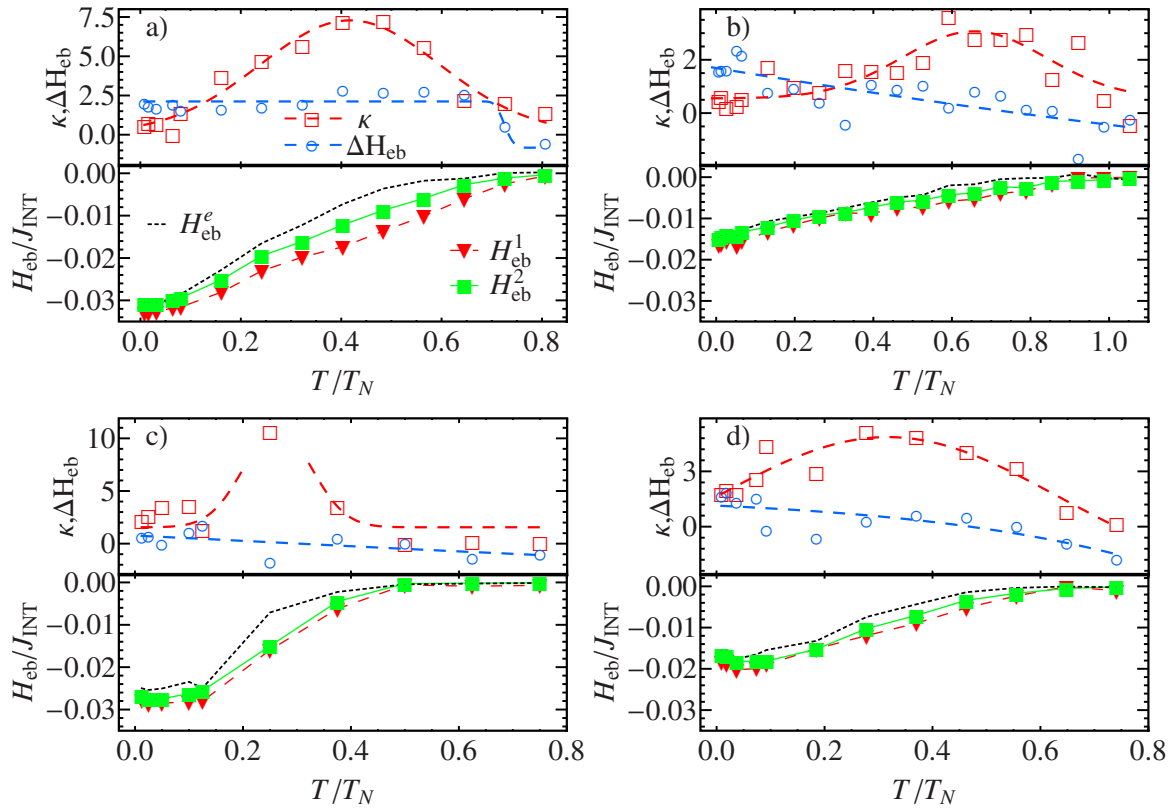 a)
κ,ΔH_eb
7.5
5.0
2.5
0.0
κ
ΔH_eb
H_eb/J_INT
0.00
−0.01
−0.02
−0.03
H^e_eb
H^1_eb
H^2_eb
0.0 0.2 0.4 0.6 0.8
T/T_N
b)
κ,ΔH_eb
2
0
H_eb/J_INT
0.00
−0.01
−0.02
−0.03
0.0 0.2 0.4 0.6 0.8 1.0
T/T_N
c)
κ,ΔH_eb
10
5
0
H_eb/J_INT
0.00
−0.01
−0.02
−0.03
0.0 0.2 0.4 0.6 0.8
T/T_N
d)
κ,ΔH_eb
3
0
H_eb/J_INT
0.00
−0.01
−0.02
−0.03
0.0 0.2 0.4 0.6 0.8
T/T_N